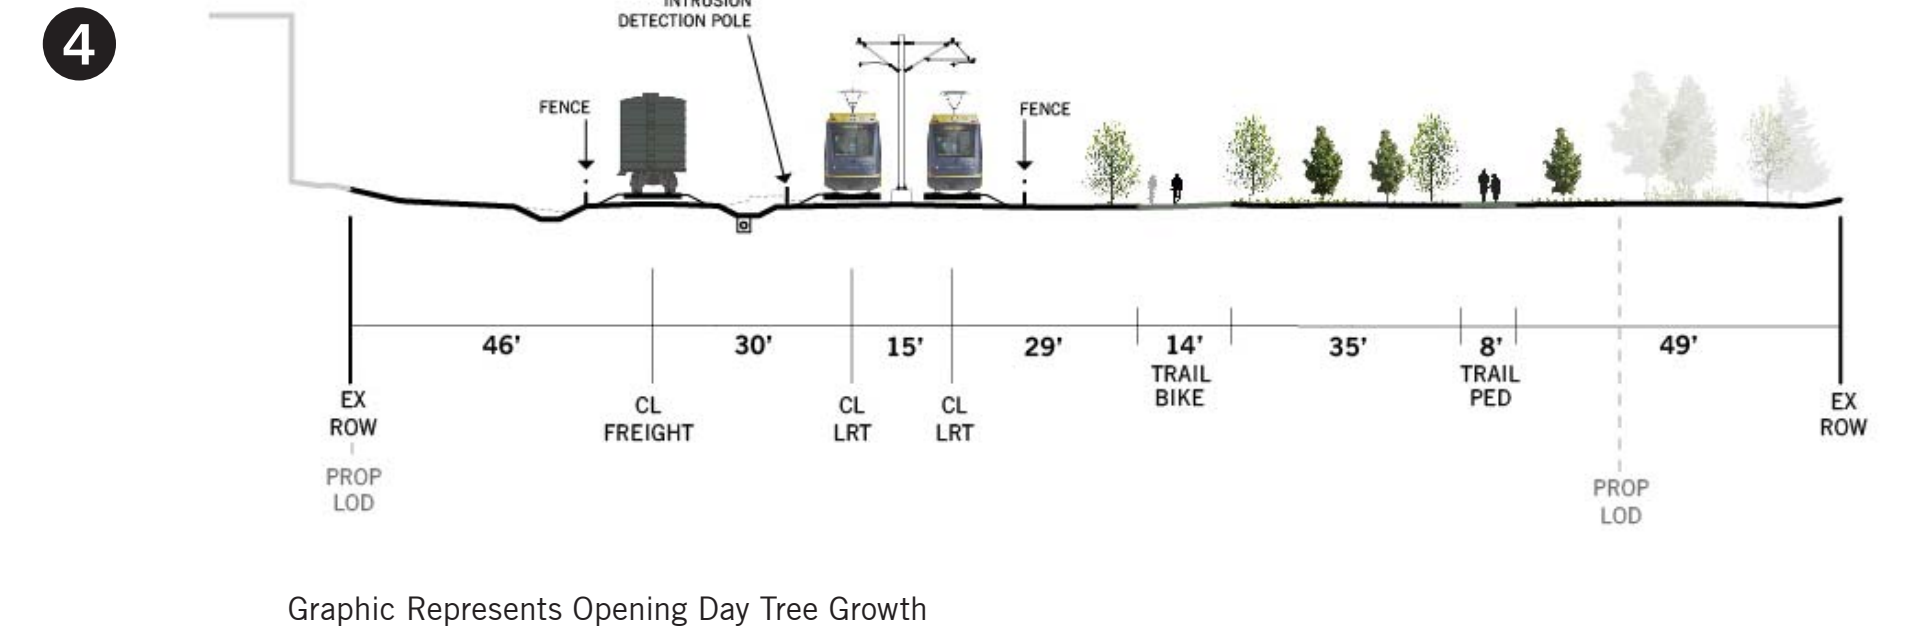 4
INTRUSION
DETECTION POLE
FENCE
FENCE
46’
30’
15’
29’
14’
TRAIL
BIKE
35’
8’
TRAIL
PED
49’
EX
ROW
PROP
LOD
CL
FREIGHT
CL
LRT
CL
LRT
PROP
LOD
EX
ROW
Graphic Represents Opening Day Tree Growth